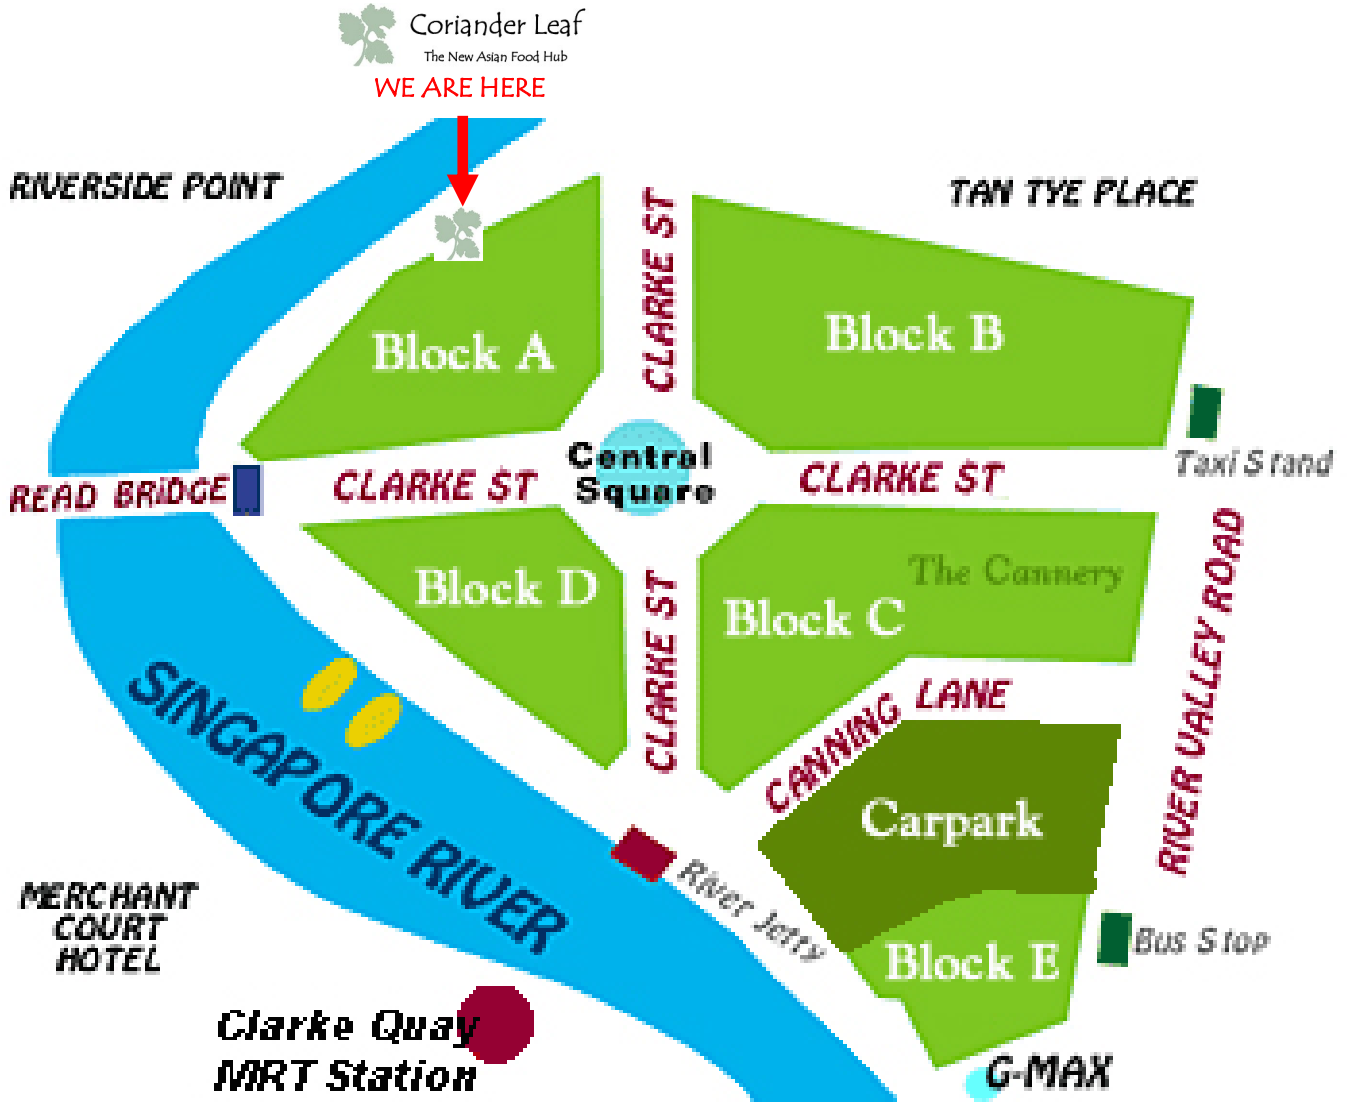 Coriander Leaf
The New Asian Food Hub
WE ARE HERE
RIVERSIDE POINT
TAN TYE PLACE
CLARKE ST
Block A
Block B
Taxi Stand
Central
Square
READ BRIDGE
CLARKE ST
CLARKE ST
Block D
Block C
The Cannery
CLARKE ST
RIVER VALLEY ROAD
CANNING LANE
SINGAPORE RIVER
Carpark
River Jetty
MERCHANT
COURT
HOTEL
Block E
Bus Stop
Clarke Quay
MRT Station
G-MAX